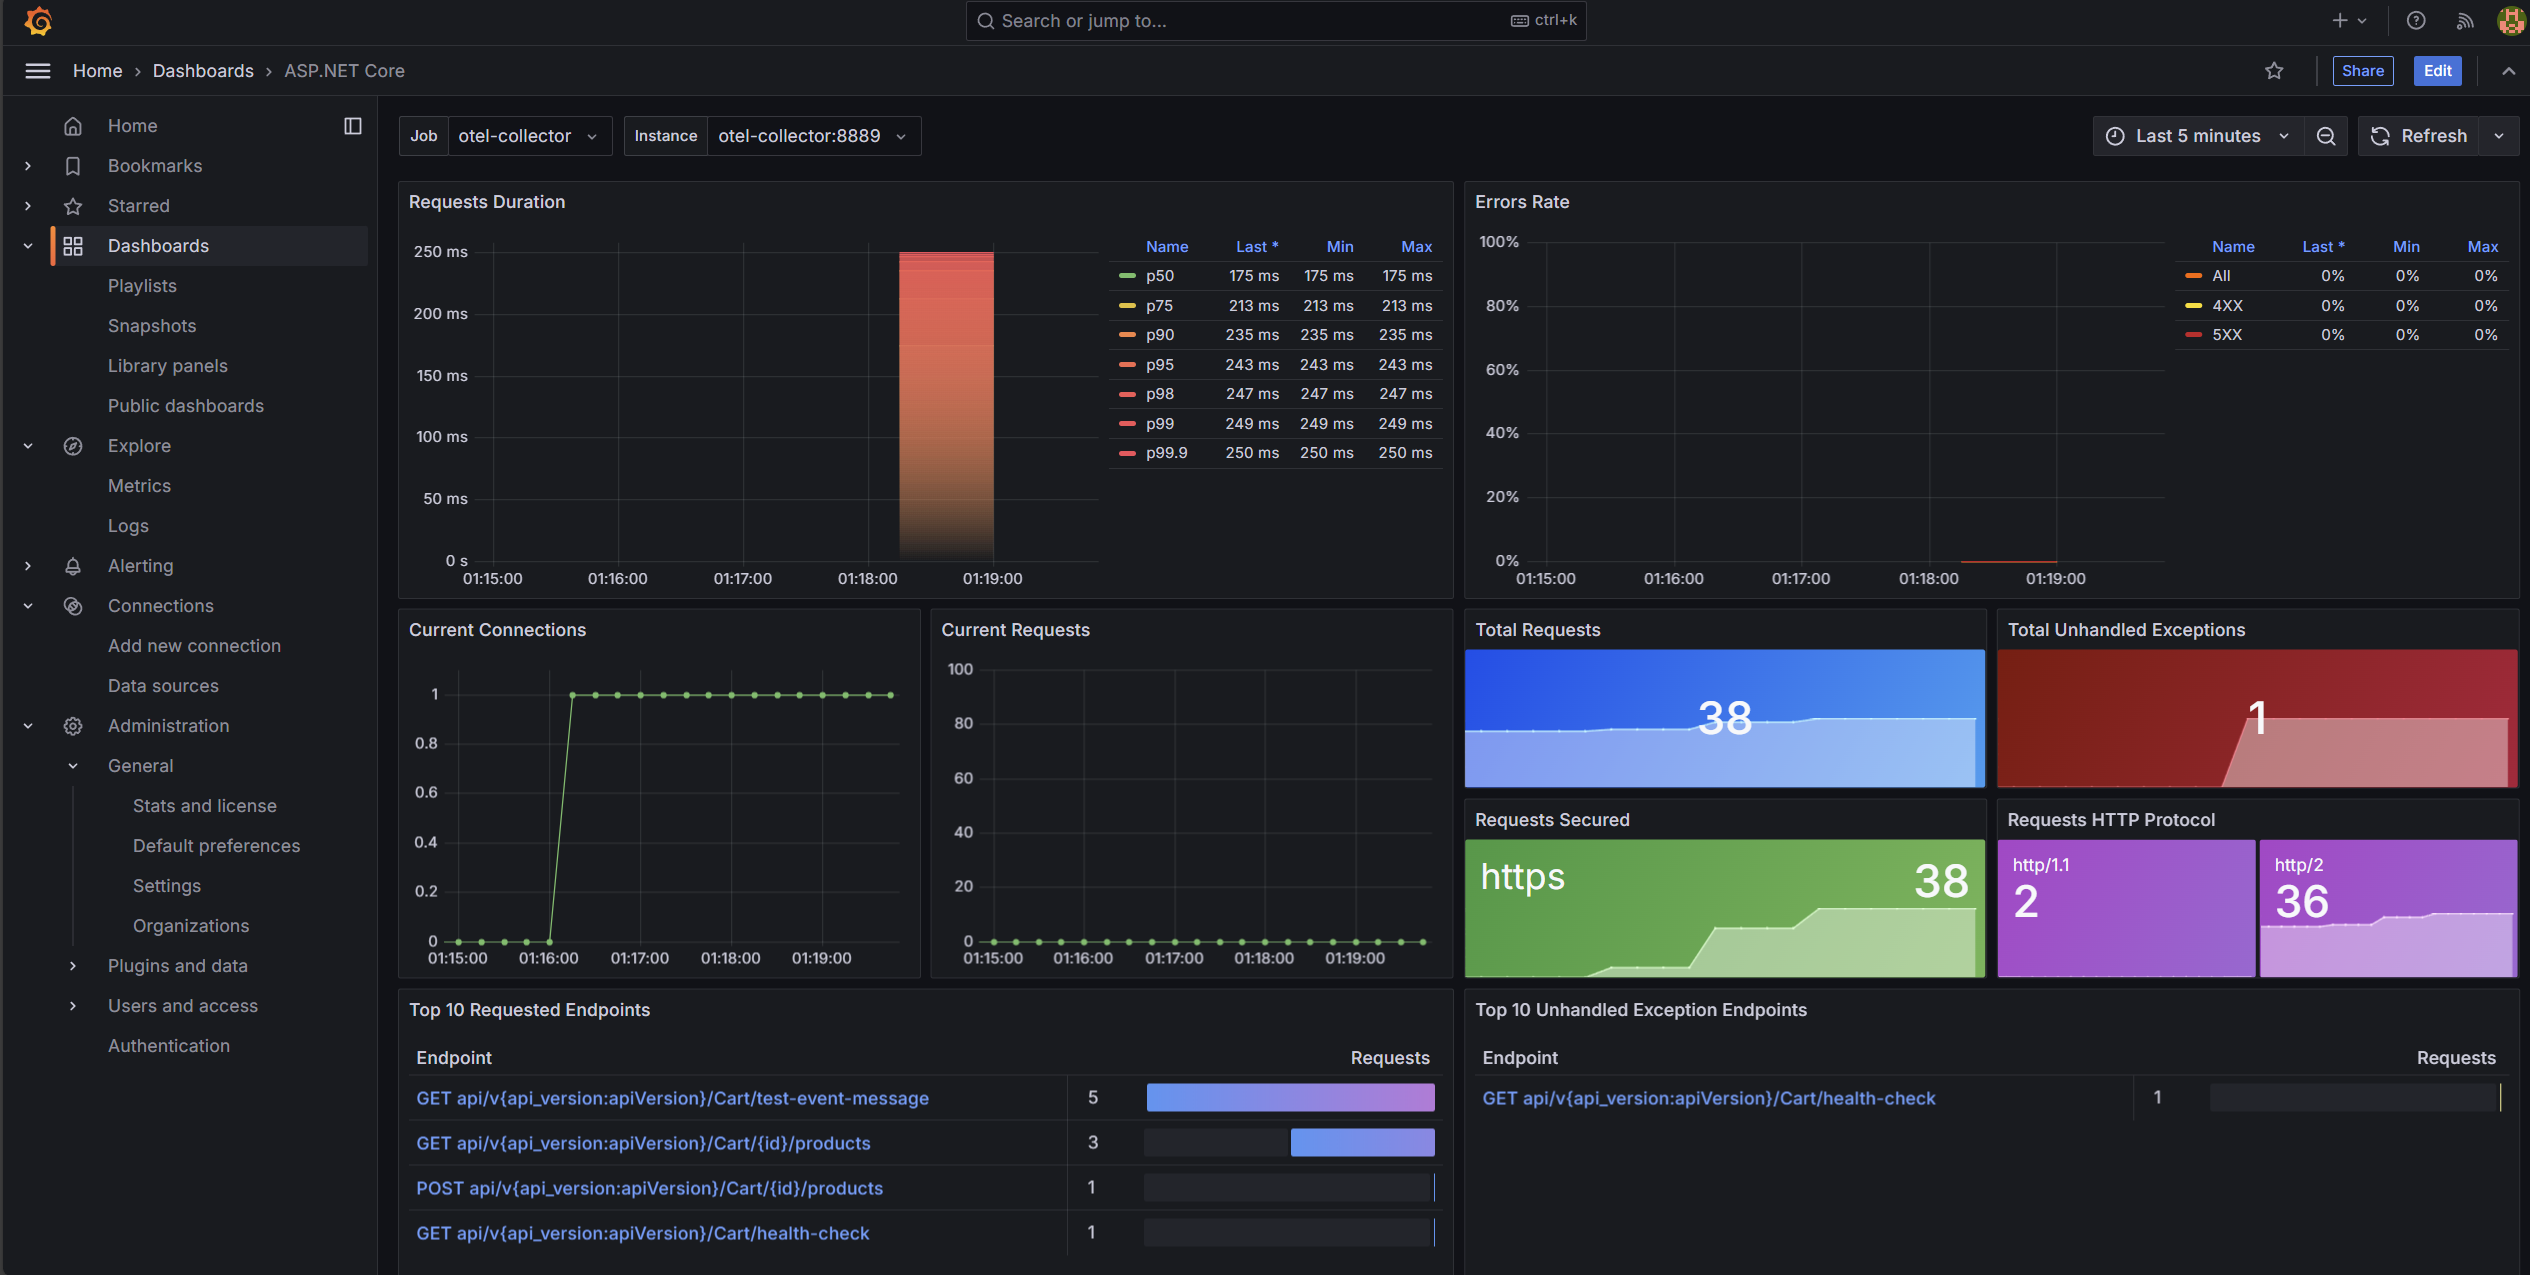 Search or jump to... ctrl+k
Home › Dashboards › ASP.NET Core Share Edit
Home
Bookmarks
Starred
Dashboards
Playlists
Snapshots
Library panels
Public dashboards
Explore
Metrics
Logs
Alerting
Connections
Add new connection
Data sources
Administration
General
Stats and license
Default preferences
Settings
Organizations
Plugins and data
Users and access
Authentication
Job otel-collector Instance otel-collector:8889 Last 5 minutes Refresh
Requests Duration
250 ms
200 ms
150 ms
100 ms
50 ms
0 s
01:15:00 01:16:00 01:17:00 01:18:00 01:19:00
Name Last * Min Max
p50 175 ms 175 ms 175 ms
p75 213 ms 213 ms 213 ms
p90 235 ms 235 ms 235 ms
p95 243 ms 243 ms 243 ms
p98 247 ms 247 ms 247 ms
p99 249 ms 249 ms 249 ms
p99.9 250 ms 250 ms 250 ms
Errors Rate
100%
80%
60%
40%
20%
0%
01:15:00 01:16:00 01:17:00 01:18:00 01:19:00
Name Last * Min Max
All 0% 0% 0%
4XX 0% 0% 0%
5XX 0% 0% 0%
Current Connections
1
0.8
0.6
0.4
0.2
0
01:15:00 01:16:00 01:17:00 01:18:00 01:19:00
Current Requests
100
80
60
40
20
0
01:15:00 01:16:00 01:17:00 01:18:00 01:19:00
Total Requests
38
Total Unhandled Exceptions
1
Requests Secured
https 38
Requests HTTP Protocol
http/1.1
2
http/2
36
Top 10 Requested Endpoints
Endpoint Requests
GET api/v{api_version:apiVersion}/Cart/test-event-message 5
GET api/v{api_version:apiVersion}/Cart/{id}/products 3
POST api/v{api_version:apiVersion}/Cart/{id}/products 1
GET api/v{api_version:apiVersion}/Cart/health-check 1
Top 10 Unhandled Exception Endpoints
Endpoint Requests
GET api/v{api_version:apiVersion}/Cart/health-check 1